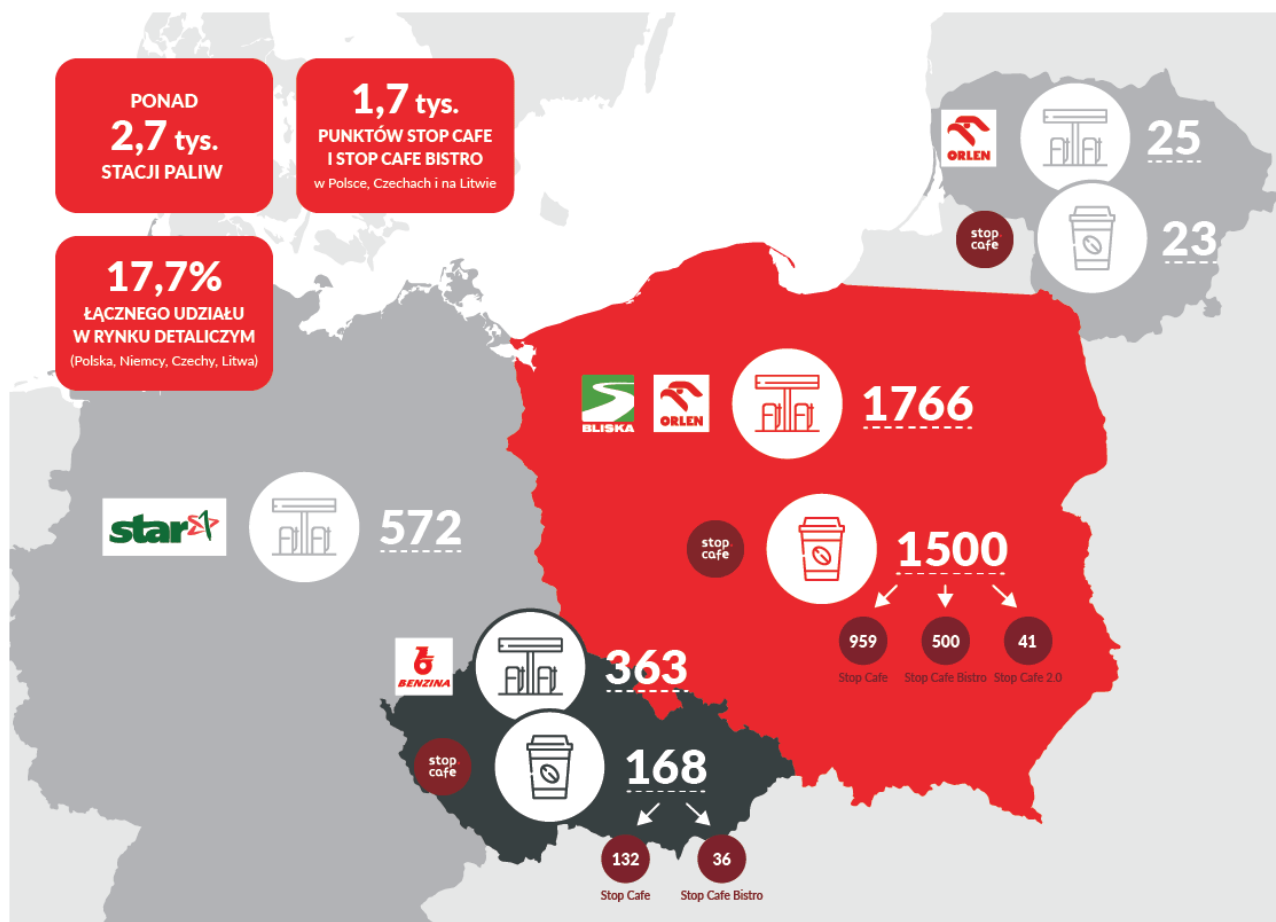 PONAD
2,7 tys.
STACJI PALIW
1,7 tys.
PUNKTÓW STOP CAFE
I STOP CAFE BISTRO
w Polsce, Czechach i na Litwie
17,7%
ŁĄCZNEGO UDZIAŁU
W RYNKU DETALICZYM
(Polska, Niemcy, Czechy, Litwa)
ORLEN
25
stop
cafe
23
BLISKA
ORLEN
1766
star
572
stop
cafe
1500
959
500
41
Stop Cafe
Stop Cafe Bistro
Stop Cafe 2.0
BENZINA
363
stop
cafe
168
132
36
Stop Cafe
Stop Cafe Bistro